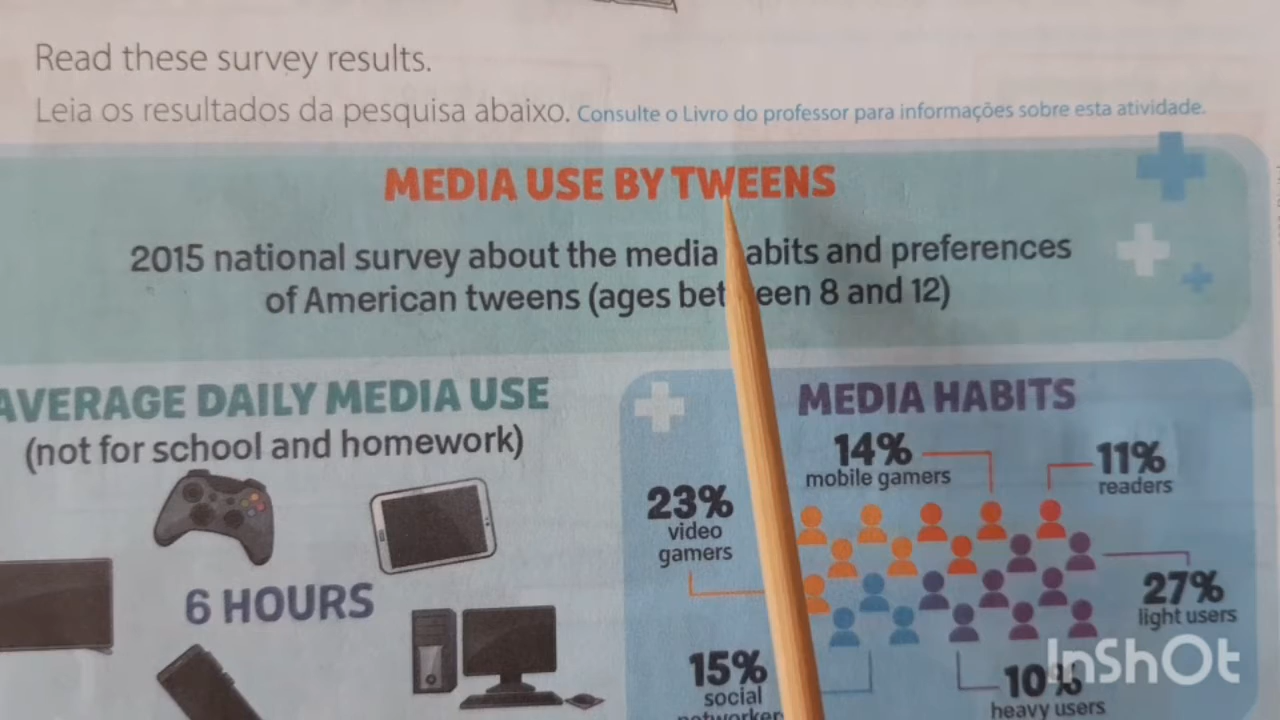 Read these survey results.
Leia os resultados da pesquisa abaixo. Consulte o Livro do professor para informações sobre esta atividade.
MEDIA USE BY TWEENS
2015 national survey about the media abits and preferences
of American tweens (ages bet een 8 and 12)
AVERAGE DAILY MEDIA USE
(not for school and homework)
6 HOURS
MEDIA HABITS
14%
mobile gamers
11%
readers
23%
video
gamers
27%
light users
15%
social
networker
10%
heavy users
InShOt